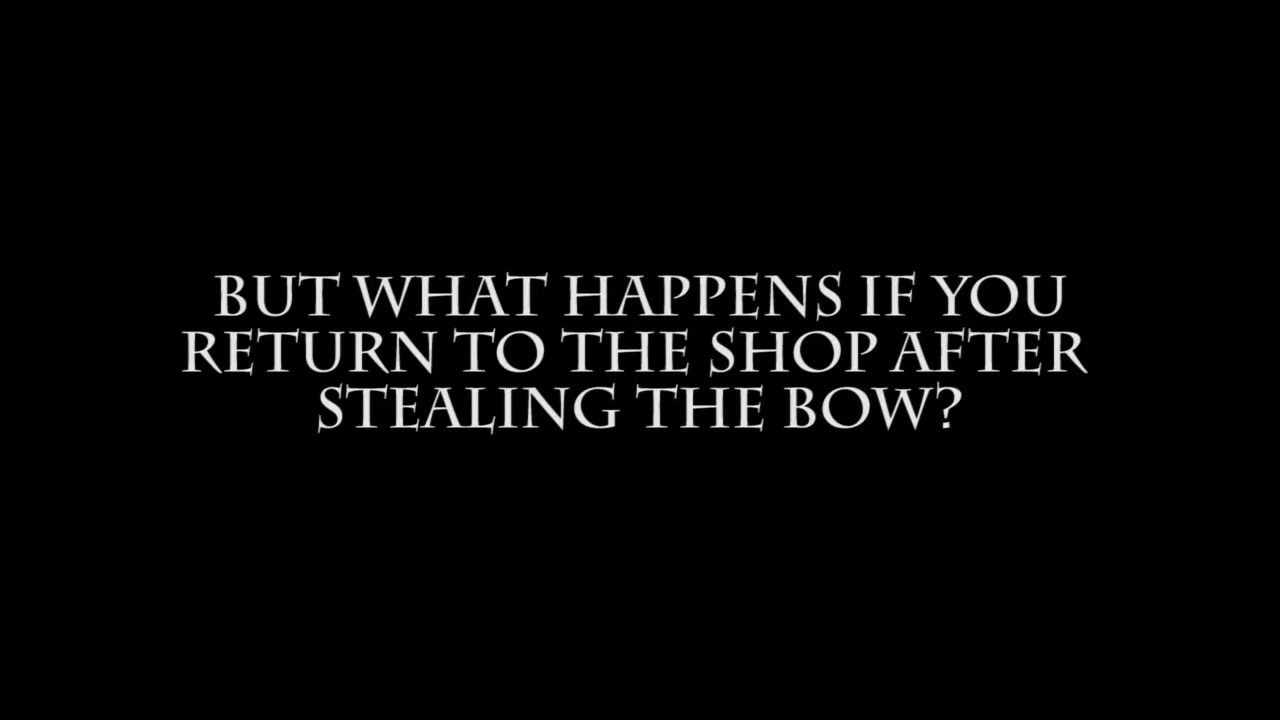 BUT WHAT HAPPENS IF YOU
RETURN TO THE SHOP AFTER
STEALING THE BOW?